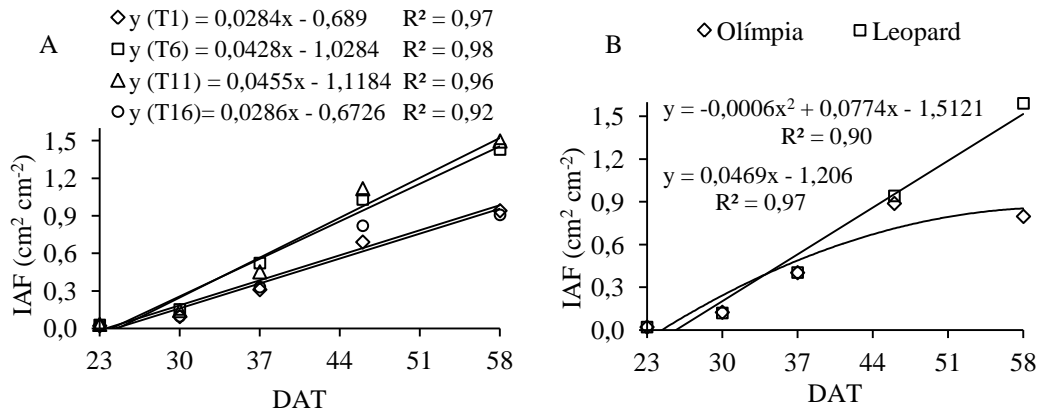 A
y (T1) = 0,0284x - 0,689 R² = 0,97
y (T6) = 0,0428x - 1,0284 R² = 0,98
y (T11) = 0,0455x - 1,1184 R² = 0,96
y (T16)= 0,0286x - 0,6726 R² = 0,92
IAF (cm² cm⁻²)
1,5
1,2
0,9
0,6
0,3
0,0
23 30 37 44 51 58
DAT
B
Olímpia Leopard
y = -0,0006x² + 0,0774x - 1,5121
R² = 0,90
y = 0,0469x - 1,206
R² = 0,97
IAF (cm² cm⁻²)
1,5
1,2
0,9
0,6
0,3
0,0
23 30 37 44 51 58
DAT